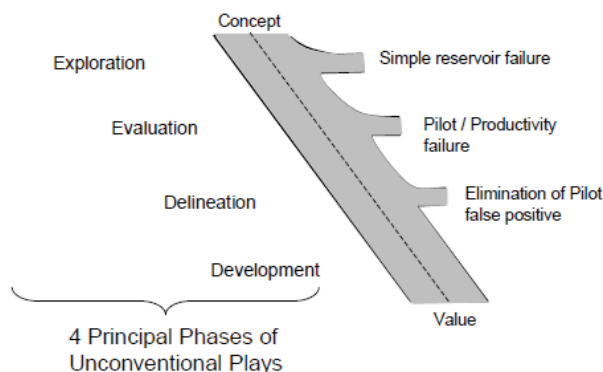 Concept
Exploration
Simple reservoir failure
Evaluation
Pilot / Productivity
failure
Delineation
Elimination of Pilot
false positive
Development
Value
4 Principal Phases of
Unconventional Plays